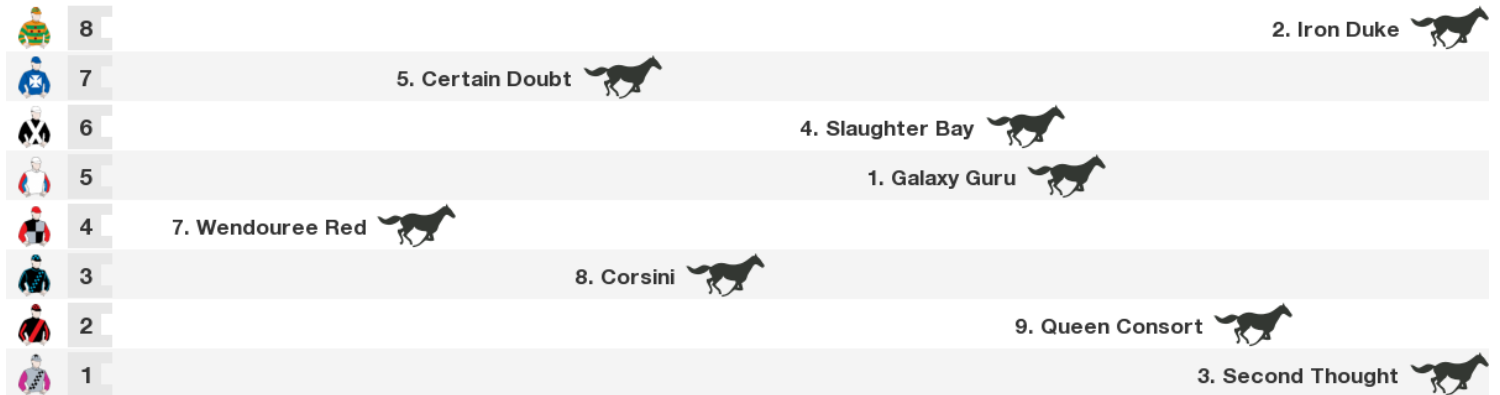 8 2. Iron Duke
7 5. Certain Doubt
6 4. Slaughter Bay
5 1. Galaxy Guru
4 7. Wendouree Red
3 8. Corsini
2 9. Queen Consort
1 3. Second Thought